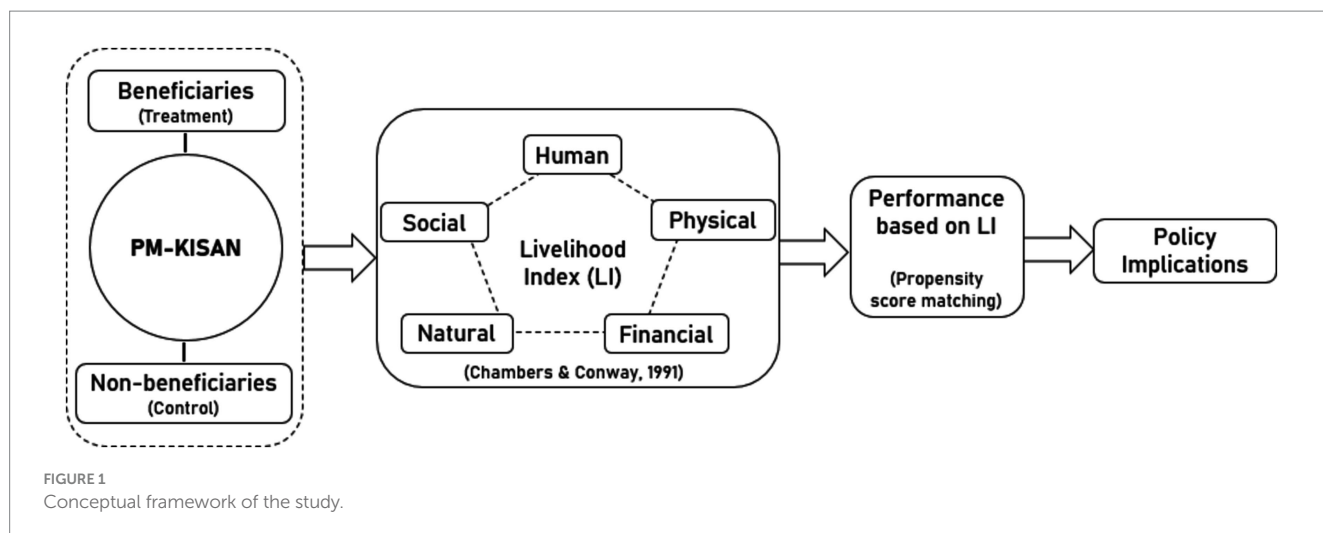 Beneficiaries
(Treatment)
PM-KISAN
Non-beneficiaries
(Control)
Human
Social
Physical
Livelihood
Index (LI)
Natural
Financial
(Chambers & Conway, 1991)
Performance
based on LI
(Propensity
score matching)
Policy
Implications
FIGURE 1
Conceptual framework of the study.